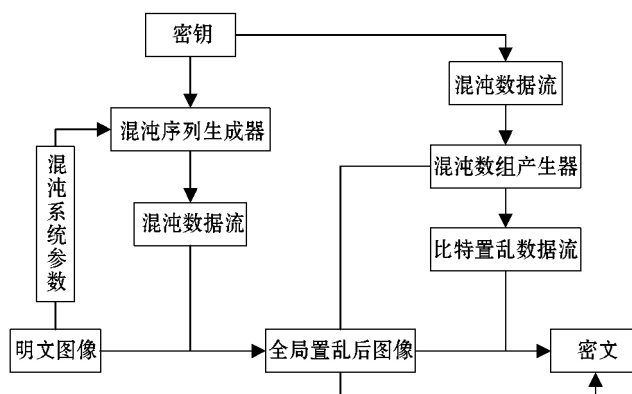 密钥
混沌数据流
混沌序列生成器
混沌数组产生器
混沌系统参数
混沌数据流
比特置乱数据流
明文图像
全局置乱后图像
密文